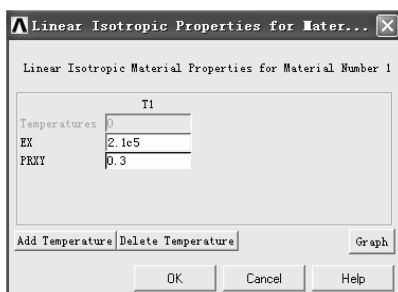 Linear Isotropic Properties for Mater...
Linear Isotropic Material Properties for Material Number 1
T1
Temperatures 0
EX 2.1e5
PRXY 0.3
Add Temperature Delete Temperature Graph
OK Cancel Help